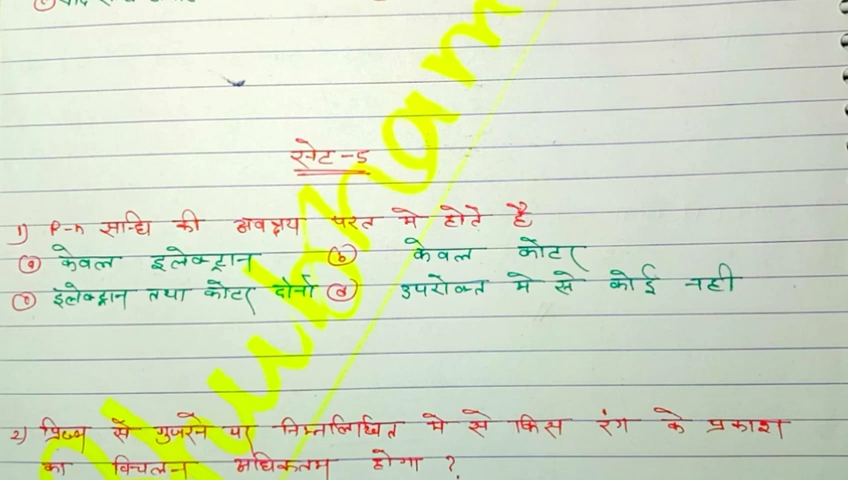 सेट-5
1) P-n सन्धि की अवक्षय परत मे होते है
(a) केवल इलेक्ट्रान (b) केवल कोटर
(c) इलेक्ट्रान तथा कोटर दोनो (d) उपरोक्त मे से कोई नही
2) प्रिज्म से गुजरने पर निम्नलिखित मे से किस रंग के प्रकाश
का विचलन अधिकतम होगा ?
Shubham